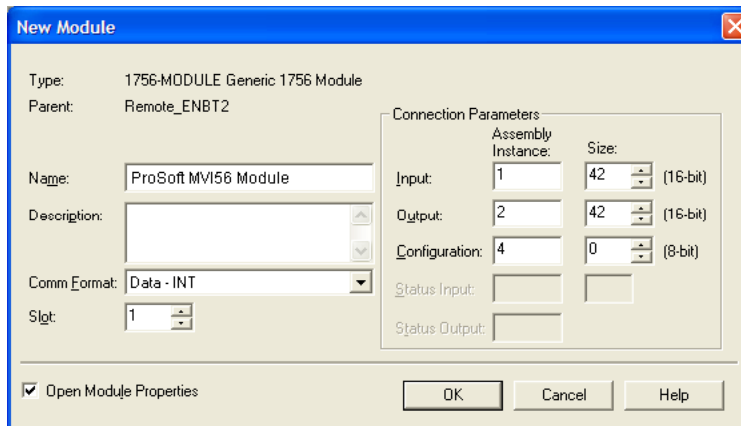 New Module
Type: 1756-MODULE Generic 1756 Module
Parent: Remote_ENBT2
Connection Parameters
Assembly Instance: Size:
Name: ProSoft MVI56 Module
Input: 1 42 (16-bit)
Description:
Output: 2 42 (16-bit)
Configuration: 4 0 (8-bit)
Comm Format: Data - INT
Status Input:
Slot: 1
Status Output:
Open Module Properties
OK Cancel Help